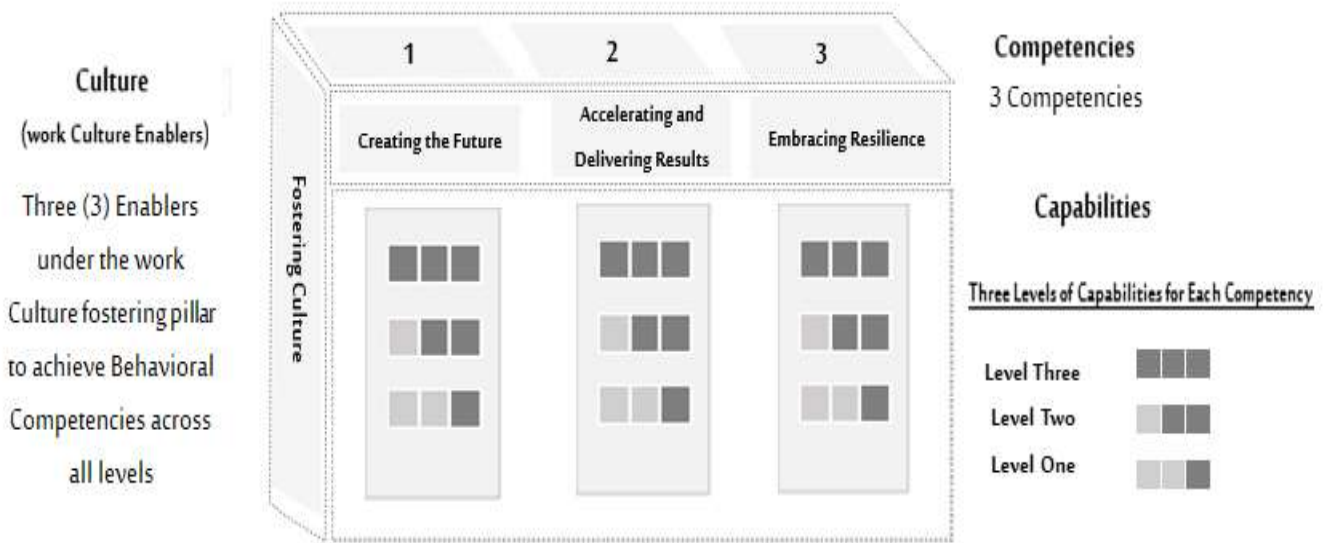 Culture
(work Culture Enablers)
Three (3) Enablers
under the work
Culture fostering pillar
to achieve Behavioral
Competencies across
all levels
Fostering Culture
1
2
3
Creating the Future
Accelerating and
Delivering Results
Embracing Resilience
Competencies
3 Competencies
Capabilities
Three Levels of Capabilities for Each Competency
Level Three
Level Two
Level One